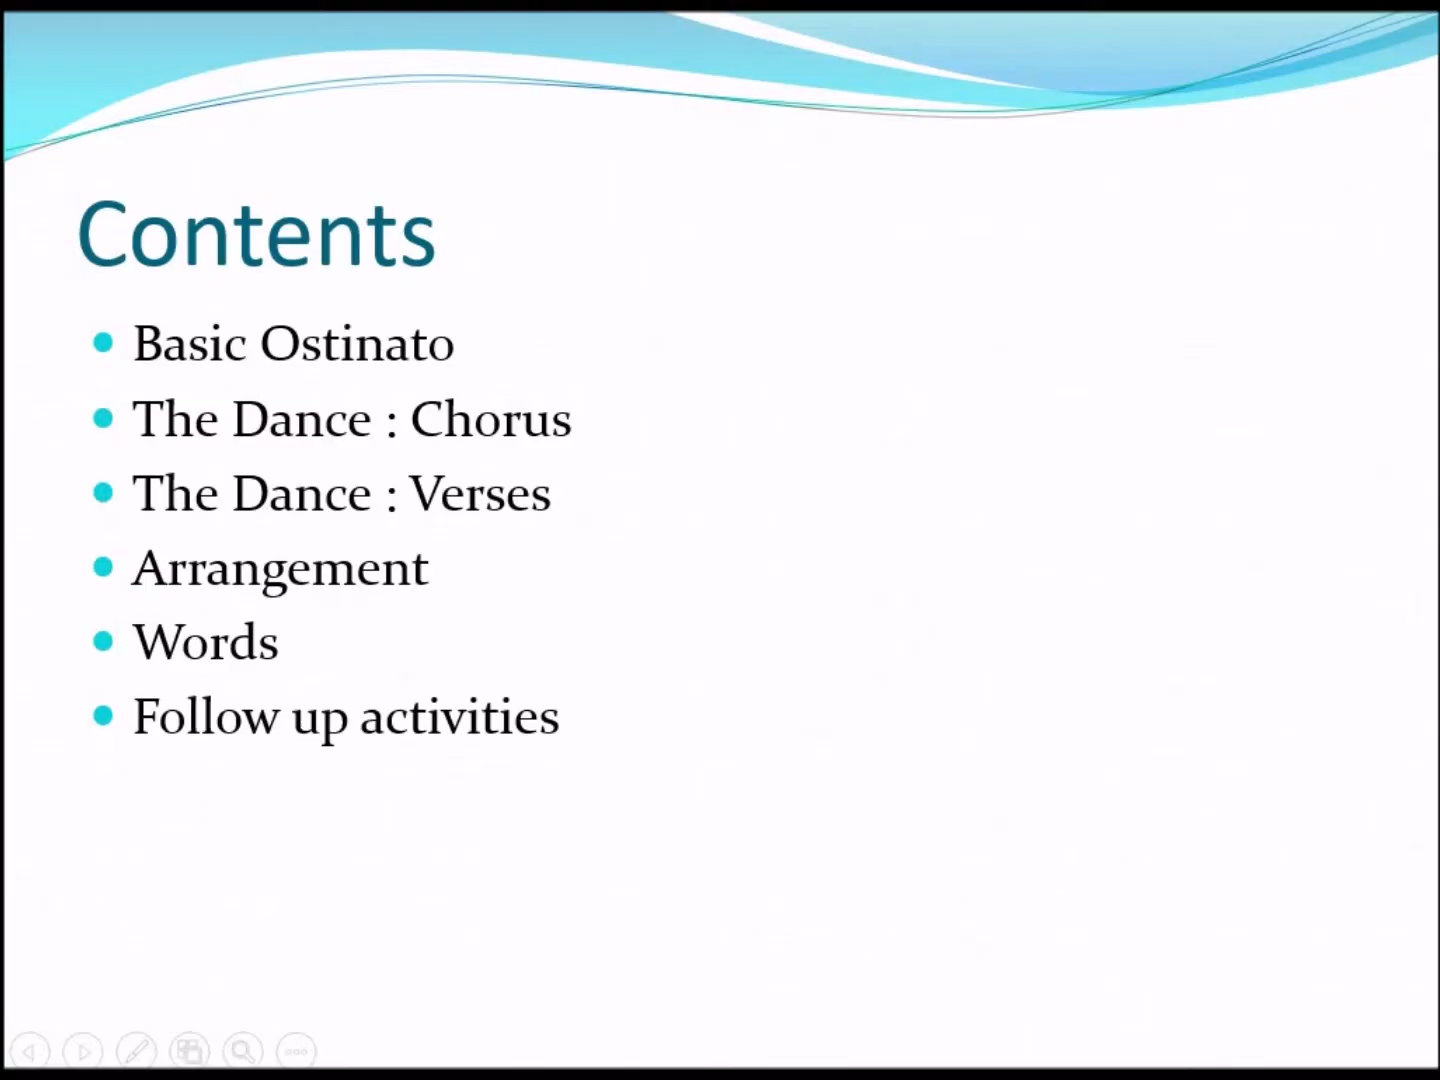 Contents
Basic Ostinato
The Dance : Chorus
The Dance : Verses
Arrangement
Words
Follow up activities